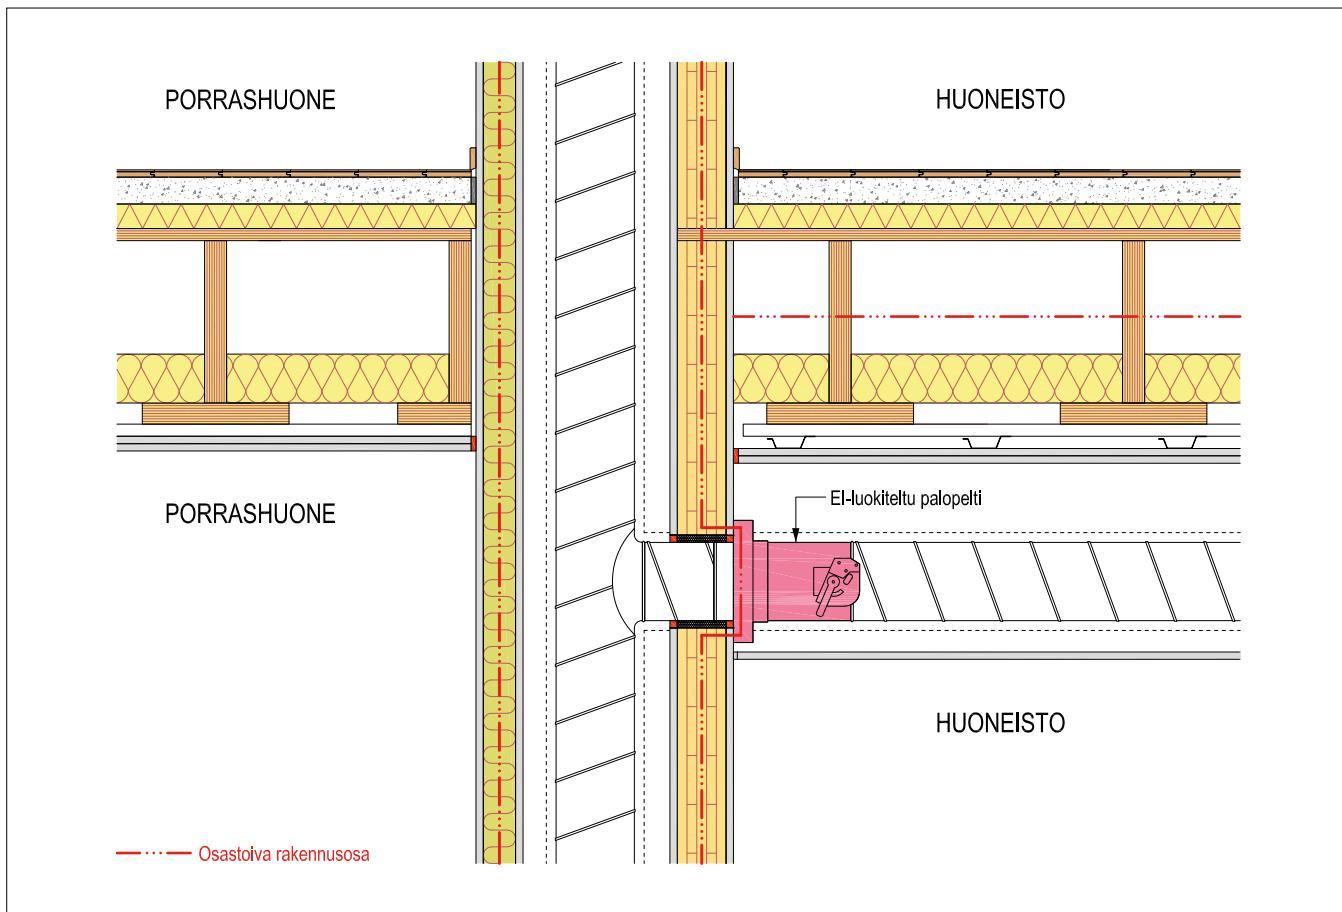 PORRASHUONE
HUONEISTO
EI-luokiteltu palopelti
PORRASHUONE
HUONEISTO
Osastoiva rakennusosa